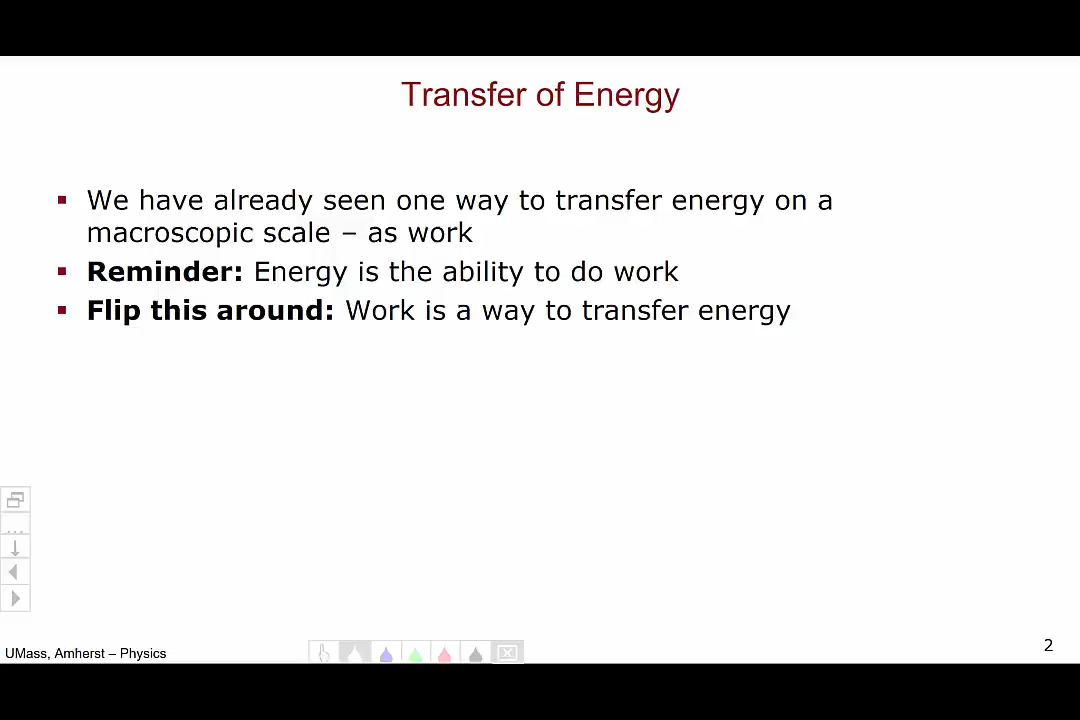 Transfer of Energy
▪ We have already seen one way to transfer energy on a
macroscopic scale – as work
▪ Reminder: Energy is the ability to do work
▪ Flip this around: Work is a way to transfer energy
...
UMass, Amherst – Physics
2